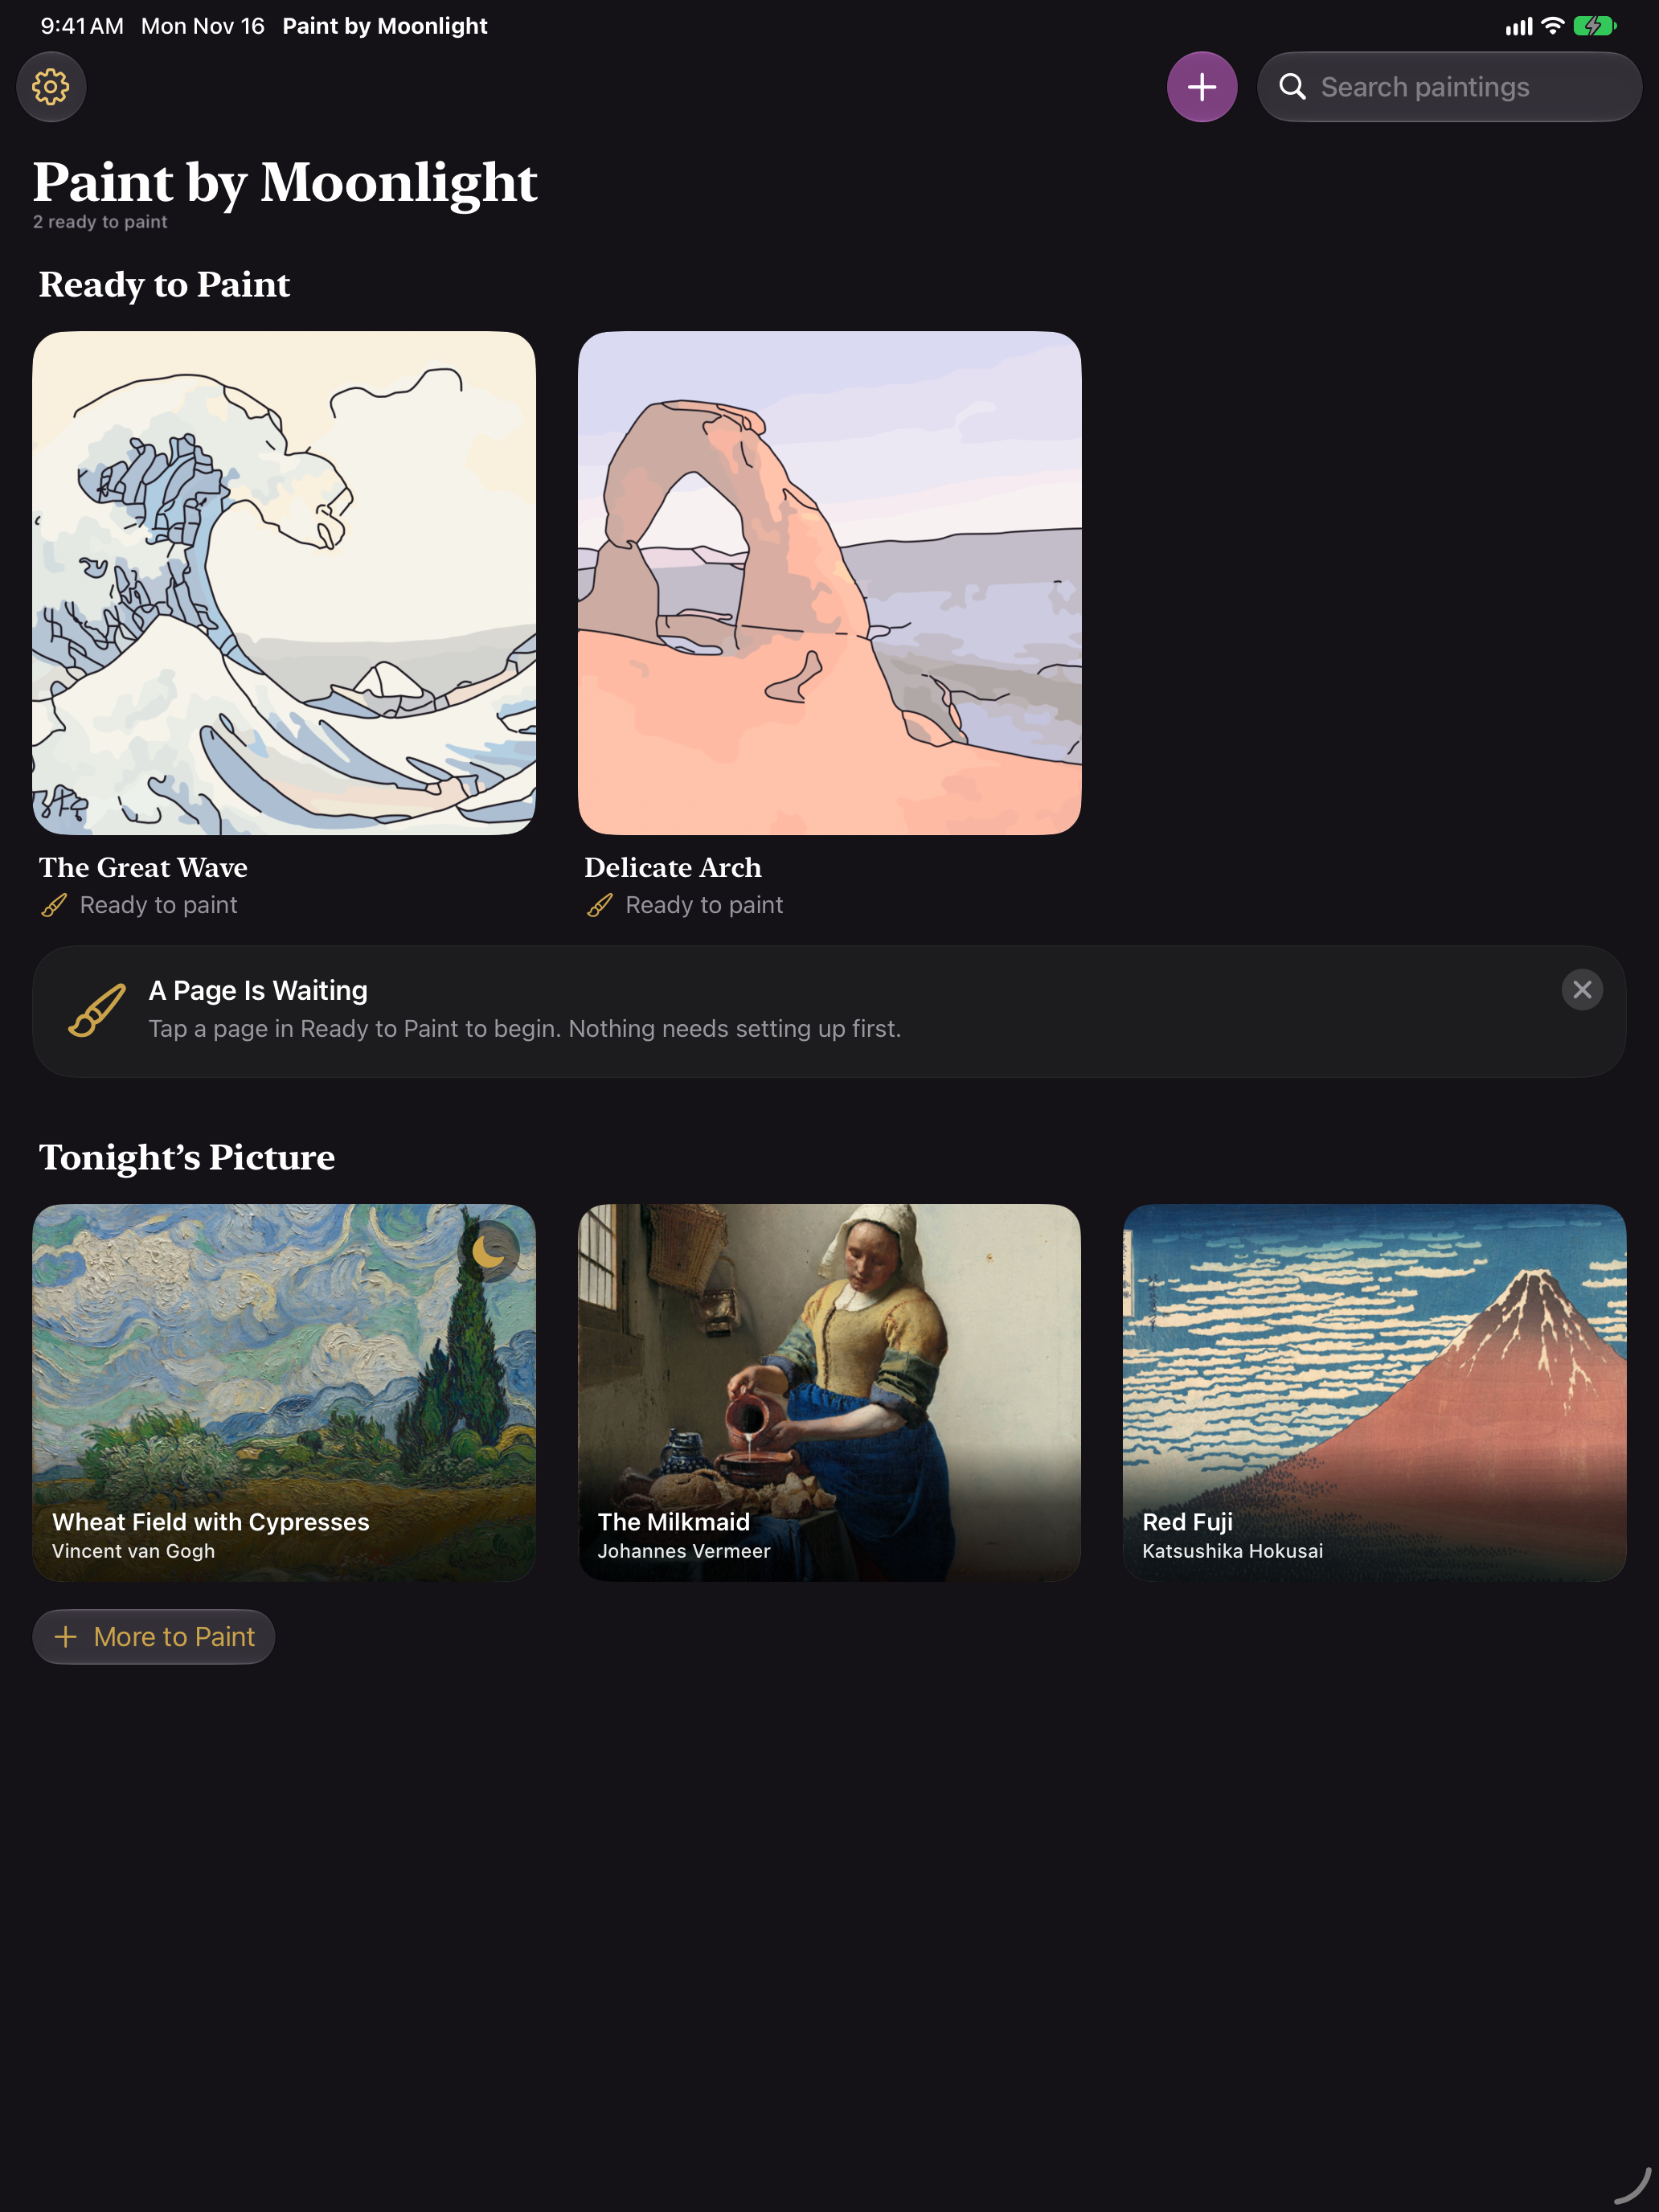 9:41 AM Mon Nov 16 Paint by Moonlight
Search paintings
Paint by Moonlight
2 ready to paint
Ready to Paint
The Great Wave
Ready to paint
Delicate Arch
Ready to paint
A Page Is Waiting
Tap a page in Ready to Paint to begin. Nothing needs setting up first.
Tonight’s Picture
Wheat Field with Cypresses
Vincent van Gogh
The Milkmaid
Johannes Vermeer
Red Fuji
Katsushika Hokusai
More to Paint